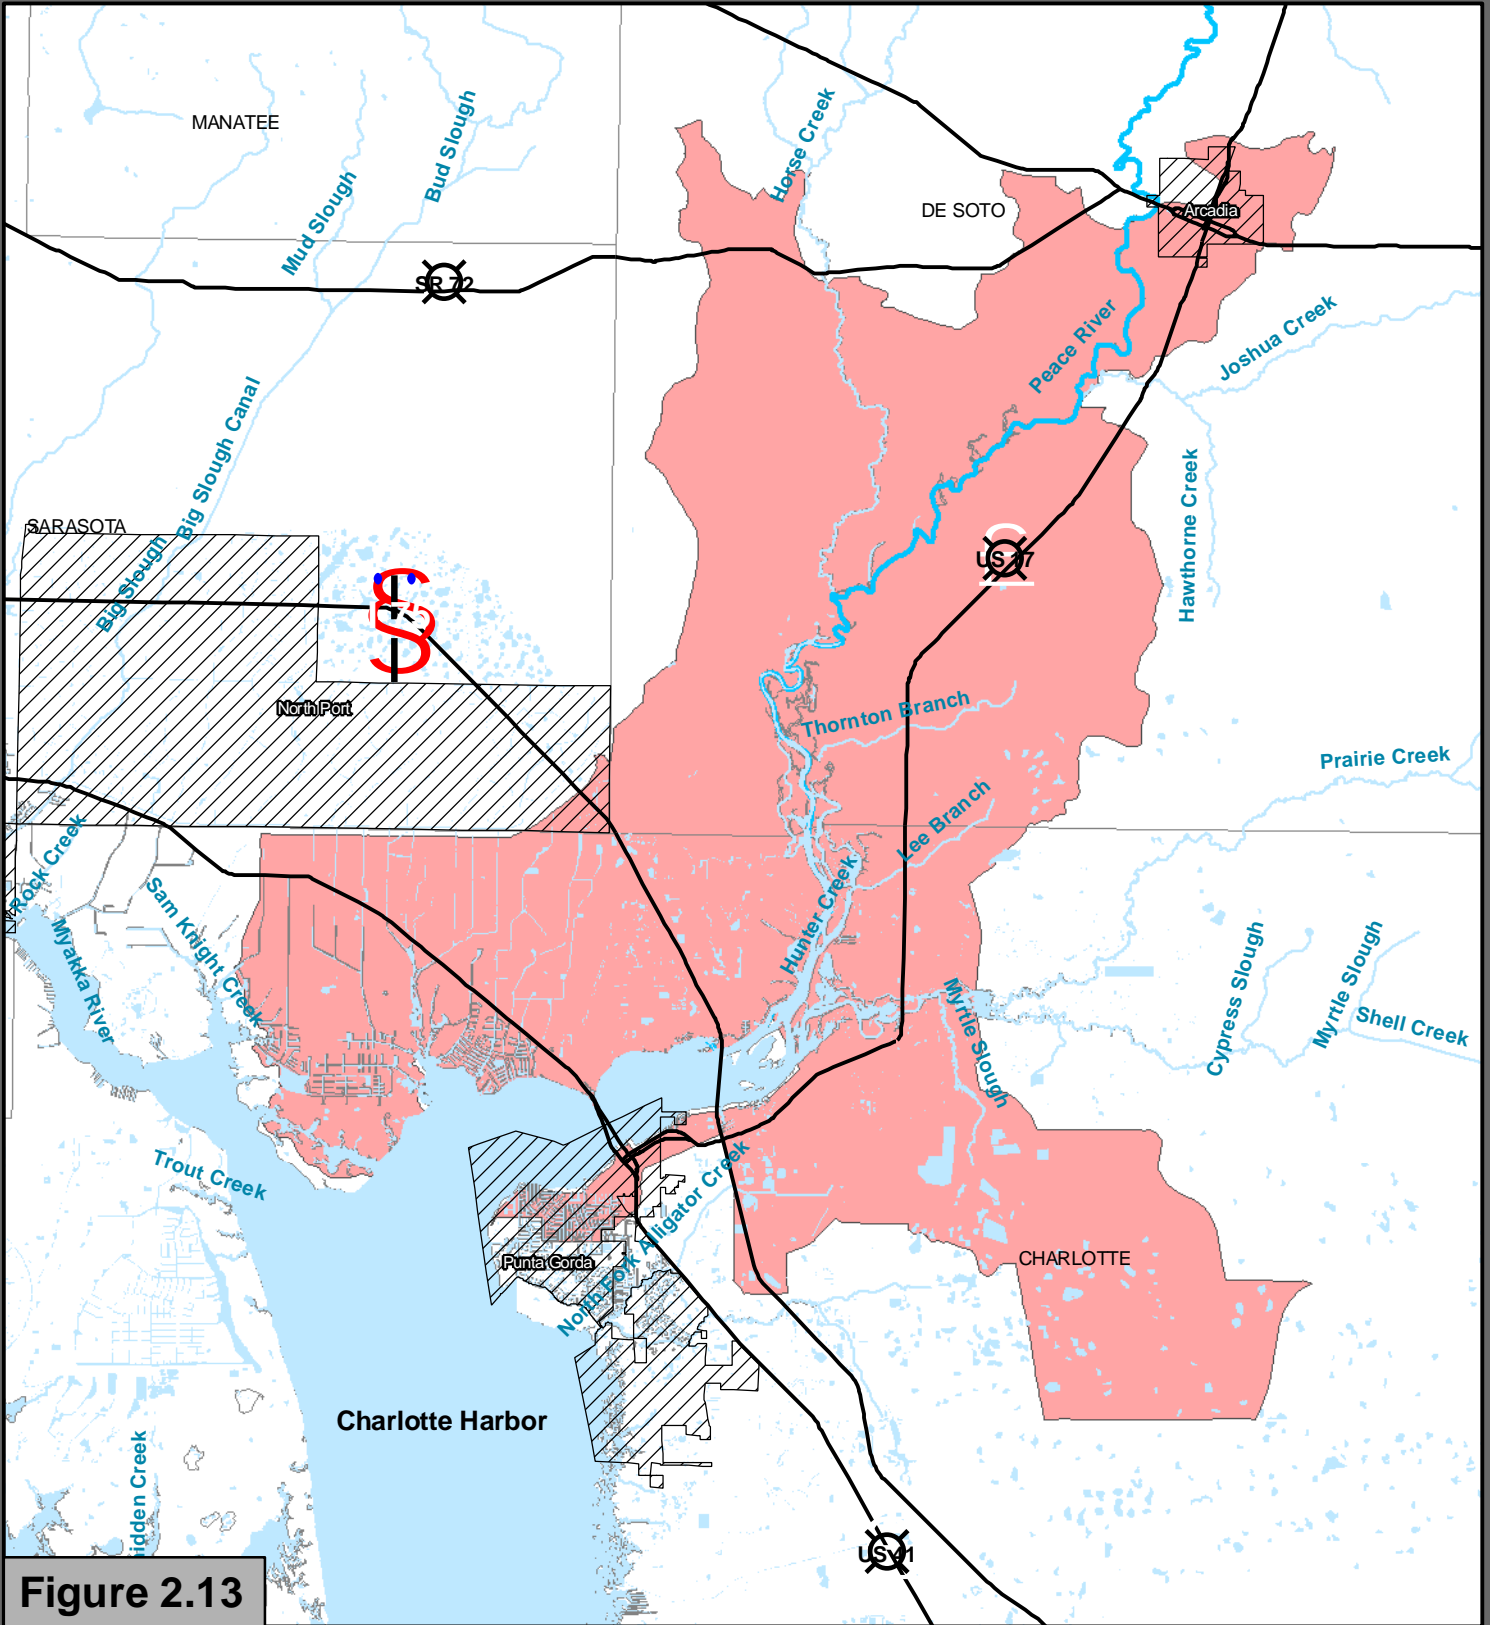 MANATEE
Mud Slough
Bud Slough
Horse Creek
DE SOTO
Arcadia
SR 72
Peace River
Joshua Creek
Big Slough Canal
SARASOTA
Big Slough
US 17
Hawthorne Creek
North Port
Thornton Branch
Prairie Creek
Lee Branch
Rock Creek
Sam Knight Creek
Myakka River
Hunter Creek
Myrtle Slough
Cypress Slough
Myrtle Slough
Shell Creek
Trout Creek
North Fork Alligator Creek
Punta Gorda
CHARLOTTE
Charlotte Harbor
idden Creek
US 41
Figure 2.13